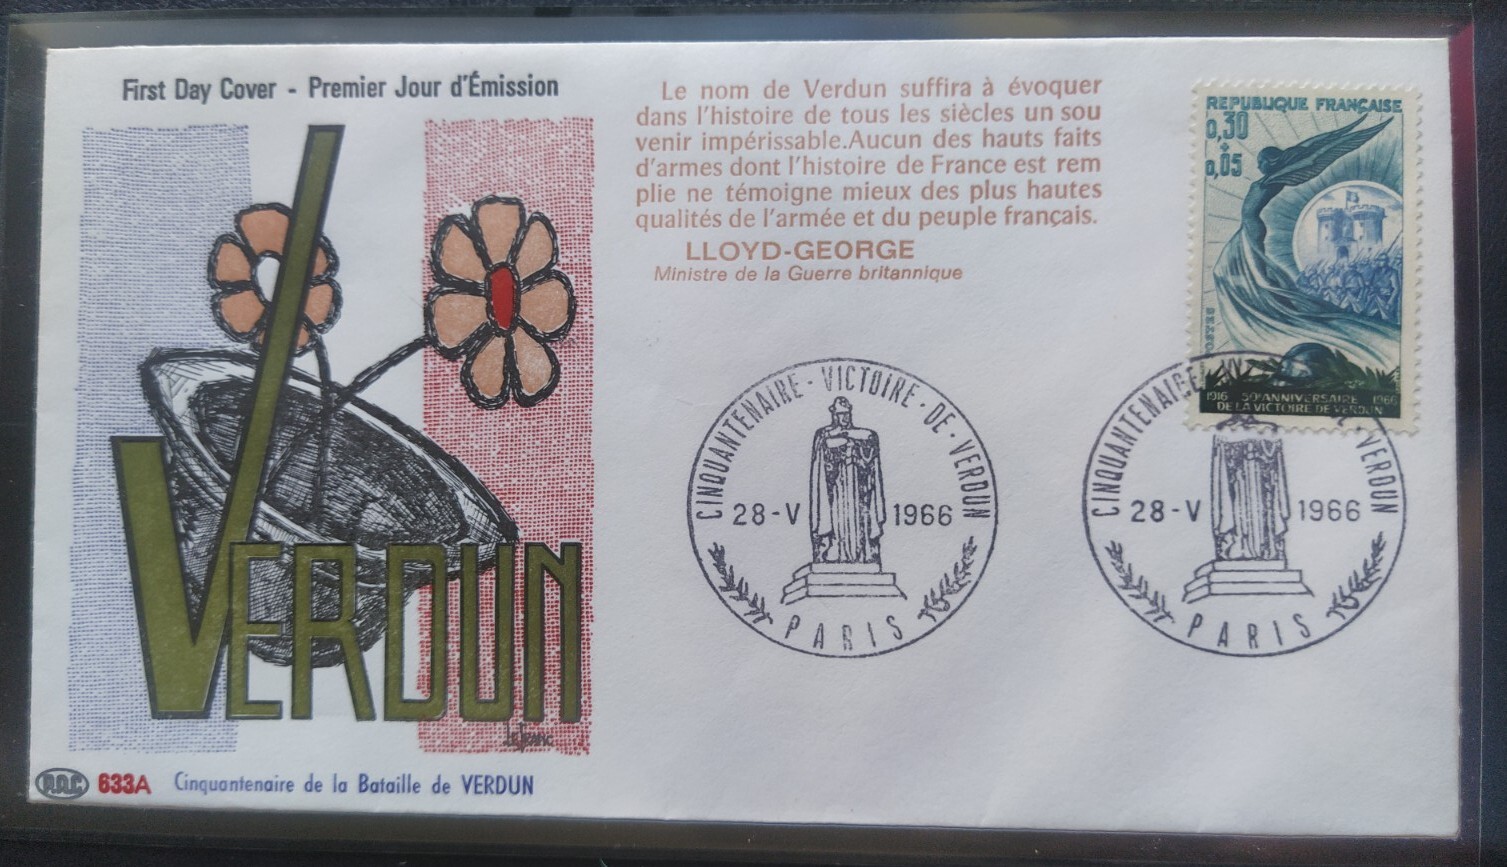 First Day Cover - Premier Jour d'Émission
Le nom de Verdun suffira à évoquer
dans l'histoire de tous les siècles un sou
venir impérissable.Aucun des hauts faits
d'armes dont l'histoire de France est rem
plie ne témoigne mieux des plus hautes
qualités de l'armée et du peuple français.
LLOYD-GEORGE
Ministre de la Guerre britannique
REPUBLIQUE FRANÇAISE
0,30
+
0,05
1916 50e ANNIVERSAIRE 1966
DE LA VICTOIRE DE VERDUN
CINQUANTENAIRE - VICTOIRE - DE - VERDUN
28-V 1966
PARIS
CINQUANTENAIRE VERDUN
28-V 1966
PARIS
VERDUN
Lefranc
633A Cinquantenaire de la Bataille de VERDUN